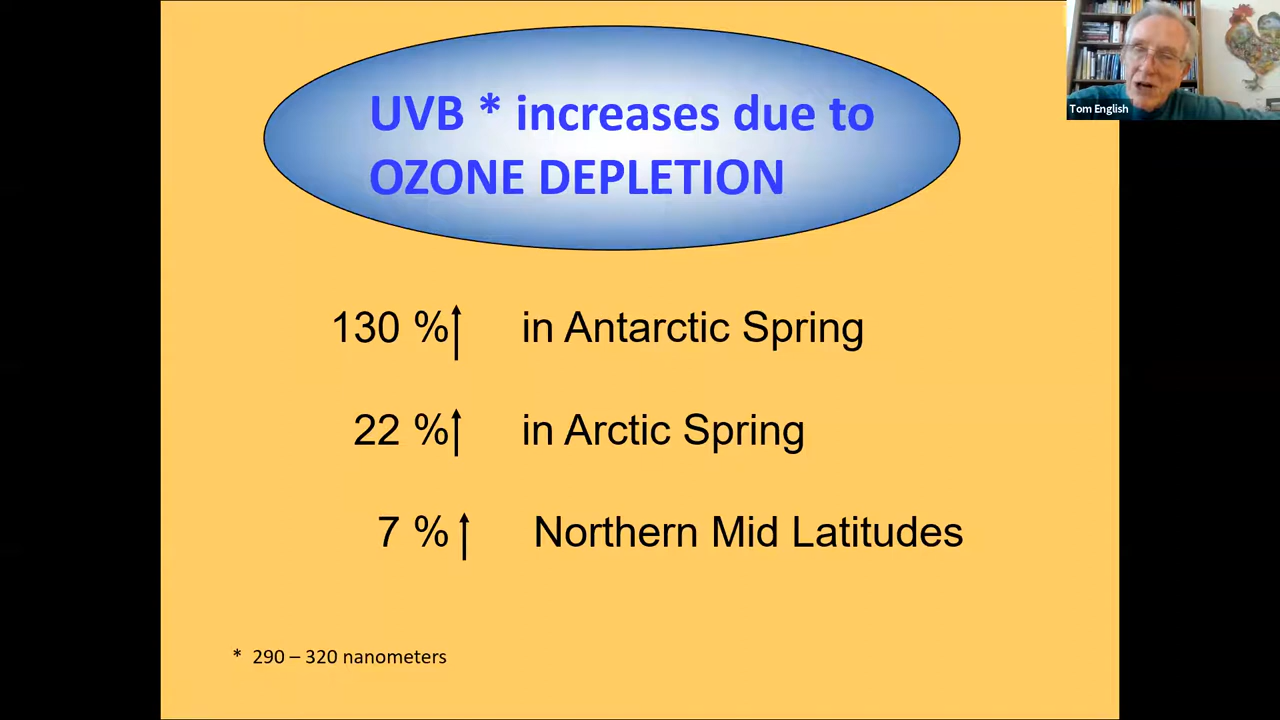 UVB * increases due to
OZONE DEPLETION
130 % in Antarctic Spring
22 % in Arctic Spring
7 % Northern Mid Latitudes
* 290 – 320 nanometers
Tom English